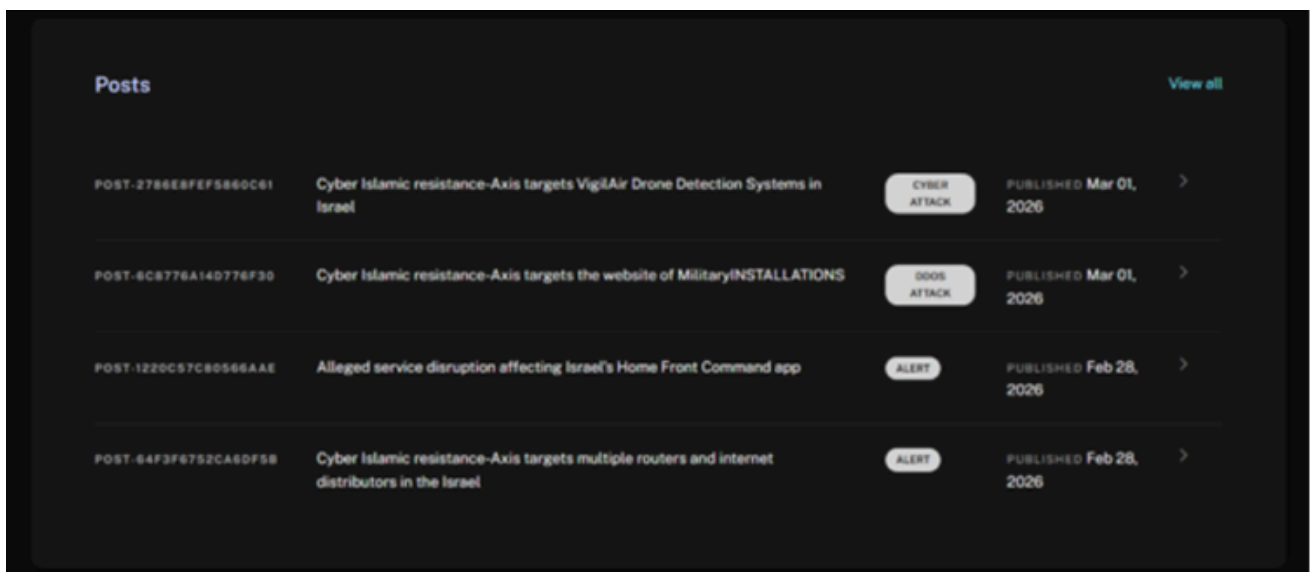 Posts
View all
POST-2786E8FEF5860C61
Cyber Islamic resistance-Axis targets VigilAir Drone Detection Systems in
Israel
CYBER
ATTACK
PUBLISHED Mar 01,
2026
POST-6C8776A14D776F30
Cyber Islamic resistance-Axis targets the website of MilitaryINSTALLATIONS
DDOS
ATTACK
PUBLISHED Mar 01,
2026
POST-1220C57C80566AAE
Alleged service disruption affecting Israel's Home Front Command app
ALERT
PUBLISHED Feb 28,
2026
POST-64F3F6752CA6DF5B
Cyber Islamic resistance-Axis targets multiple routers and internet
distributors in the Israel
ALERT
PUBLISHED Feb 28,
2026